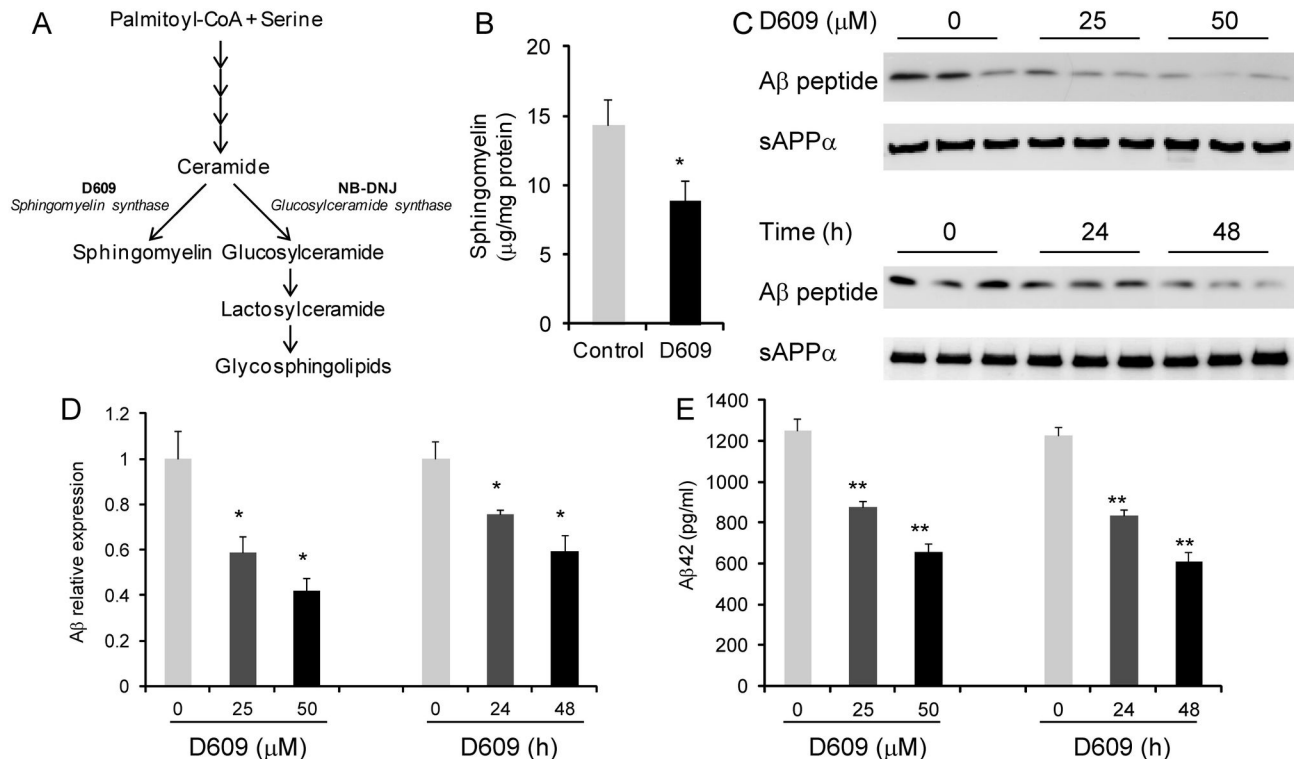 A
Palmitoyl-CoA + Serine
Ceramide
D609
Sphingomyelin synthase
NB-DNJ
Glucosylceramide synthase
Sphingomyelin Glucosylceramide
Lactosylceramide
Glycosphingolipids
B
Sphingomyelin
(μg/mg protein)
20
15
10
5
0
*
Control D609
C
D609 (μM) 0 25 50
Aβ peptide
sAPPα
Time (h) 0 24 48
Aβ peptide
sAPPα
D
Aβ relative expression
1.2
1
0.8
0.6
0.4
0.2
0
* * * *
0 25 50 0 24 48
D609 (μM) D609 (h)
E
Aβ42 (pg/ml)
1400
1200
1000
800
600
400
200
0
** ** ** **
0 25 50 0 24 48
D609 (μM) D609 (h)